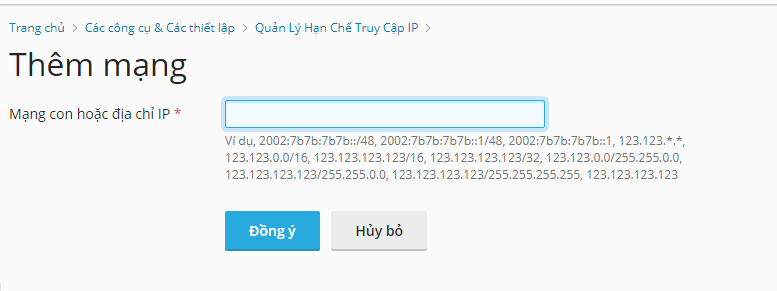 Trang chủ > Các công cụ & Các thiết lập > Quản Lý Hạn Chế Truy Cập IP >
Thêm mạng
Mạng con hoặc địa chỉ IP *
Ví dụ, 2002:7b7b:7b7b::/48, 2002:7b7b:7b7b::1/48, 2002:7b7b:7b7b::1, 123.123.*.*,
123.123.0.0/16, 123.123.123.123/16, 123.123.123.123/32, 123.123.0.0/255.255.0.0,
123.123.123.123/255.255.0.0, 123.123.123.123/255.255.255.255, 123.123.123.123
Đồng ý Hủy bỏ